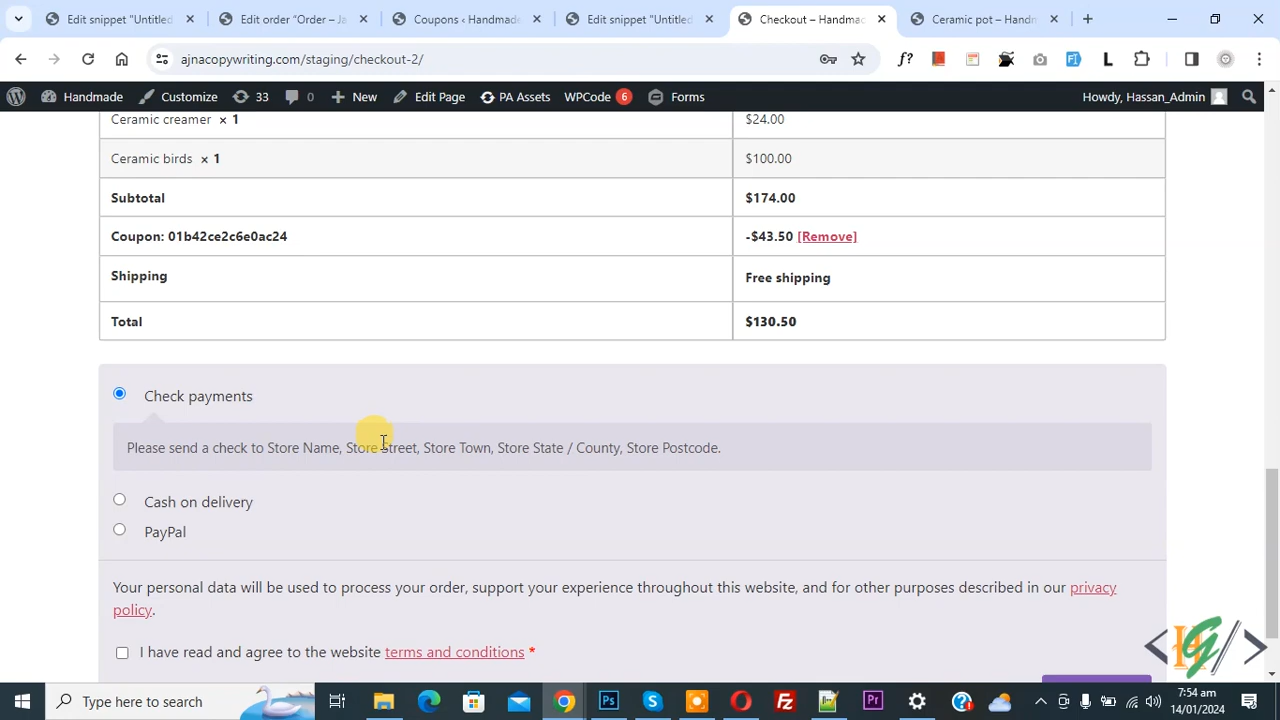 Edit snippet "Untitled
Edit order “Order – Ja
Coupons ‹ Handmade
Edit snippet "Untitled
Checkout – Handmac
Ceramic pot – Handm
ajnacopywriting.com/staging/checkout-2/
Handmade Customize 33 0 New Edit Page PA Assets WPCode 6 Forms Howdy, Hassan_Admin
Ceramic creamer × 1 $24.00
Ceramic birds × 1 $100.00
Subtotal $174.00
Coupon: 01b42ce2c6e0ac24 -$43.50 [Remove]
Shipping Free shipping
Total $130.50
Check payments
Please send a check to Store Name, Store Street, Store Town, Store State / County, Store Postcode.
Cash on delivery
PayPal
Your personal data will be used to process your order, support your experience throughout this website, and for other purposes described in our privacy
policy.
I have read and agree to the website terms and conditions *
Type here to search
7:54 am
14/01/2024